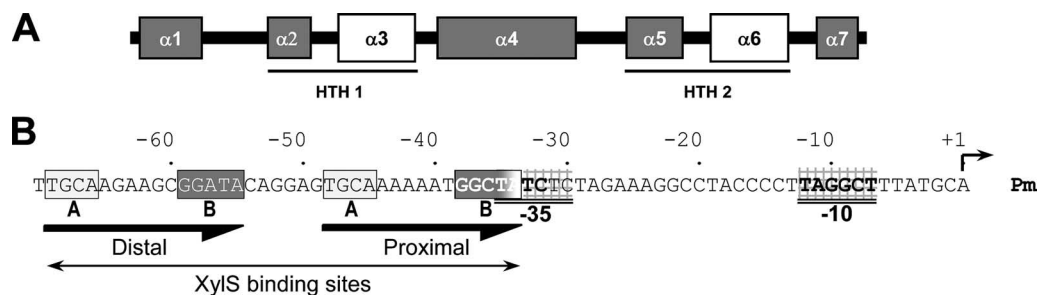 A
α1 α2 α3 α4 α5 α6 α7
HTH 1 HTH 2
B
-60 -50 -40 -30 -20 -10 +1
TTGCAAGAAGCGGATACAGGAGTGCAAAAAATGGCTATCTCTAGAAAGGCCTACCCCTTAGGCTTTATGCA Pm
A B A B -35 -10
Distal Proximal
XylS binding sites